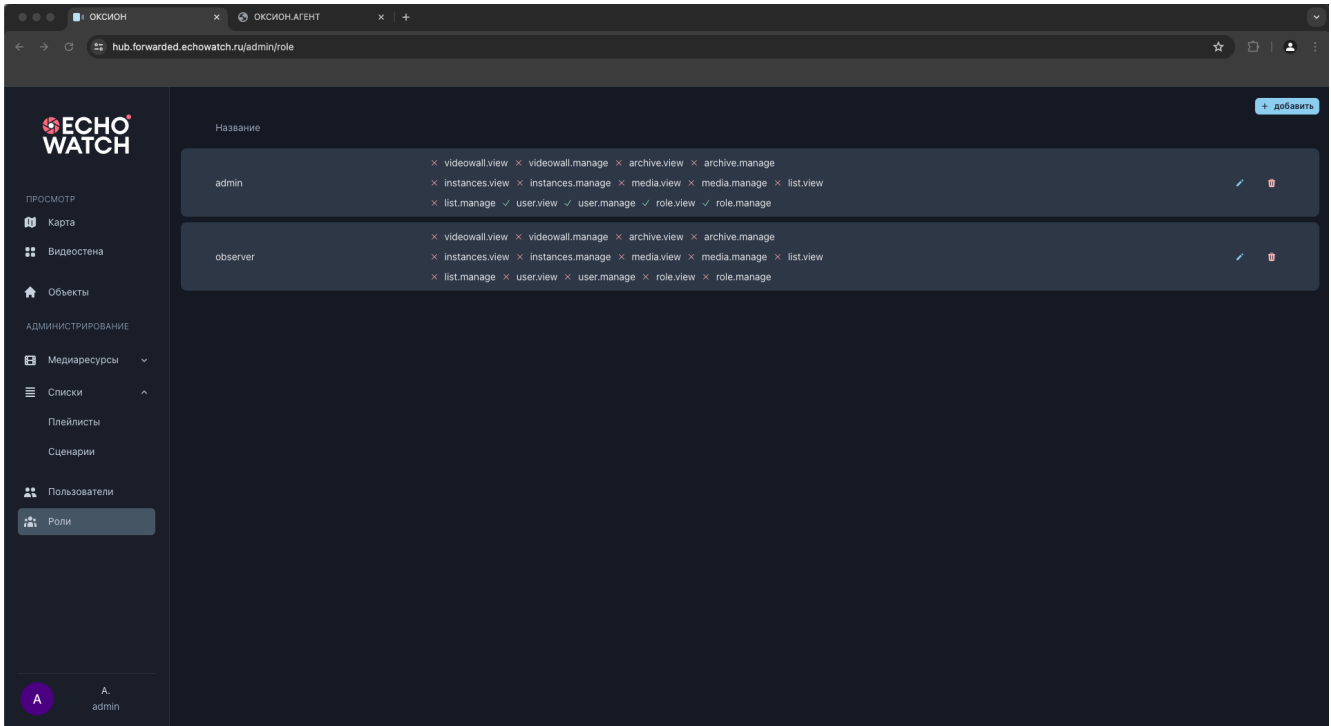 ОКСИОН
ОКСИОН.АГЕНТ
hub.forwarded.echowatch.ru/admin/role
ECHO
WATCH
ПРОСМОТР
Карта
Видеостена
Объекты
АДМИНИСТРИРОВАНИЕ
Медиаресурсы
Списки
Плейлисты
Сценарии
Пользователи
Роли
A
A.
admin
+ добавить
Название
admin
× videowall.view × videowall.manage × archive.view × archive.manage
× instances.view × instances.manage × media.view × media.manage × list.view
× list.manage ✓ user.view ✓ user.manage ✓ role.view ✓ role.manage
observer
× videowall.view × videowall.manage × archive.view × archive.manage
× instances.view × instances.manage × media.view × media.manage × list.view
× list.manage × user.view × user.manage × role.view × role.manage